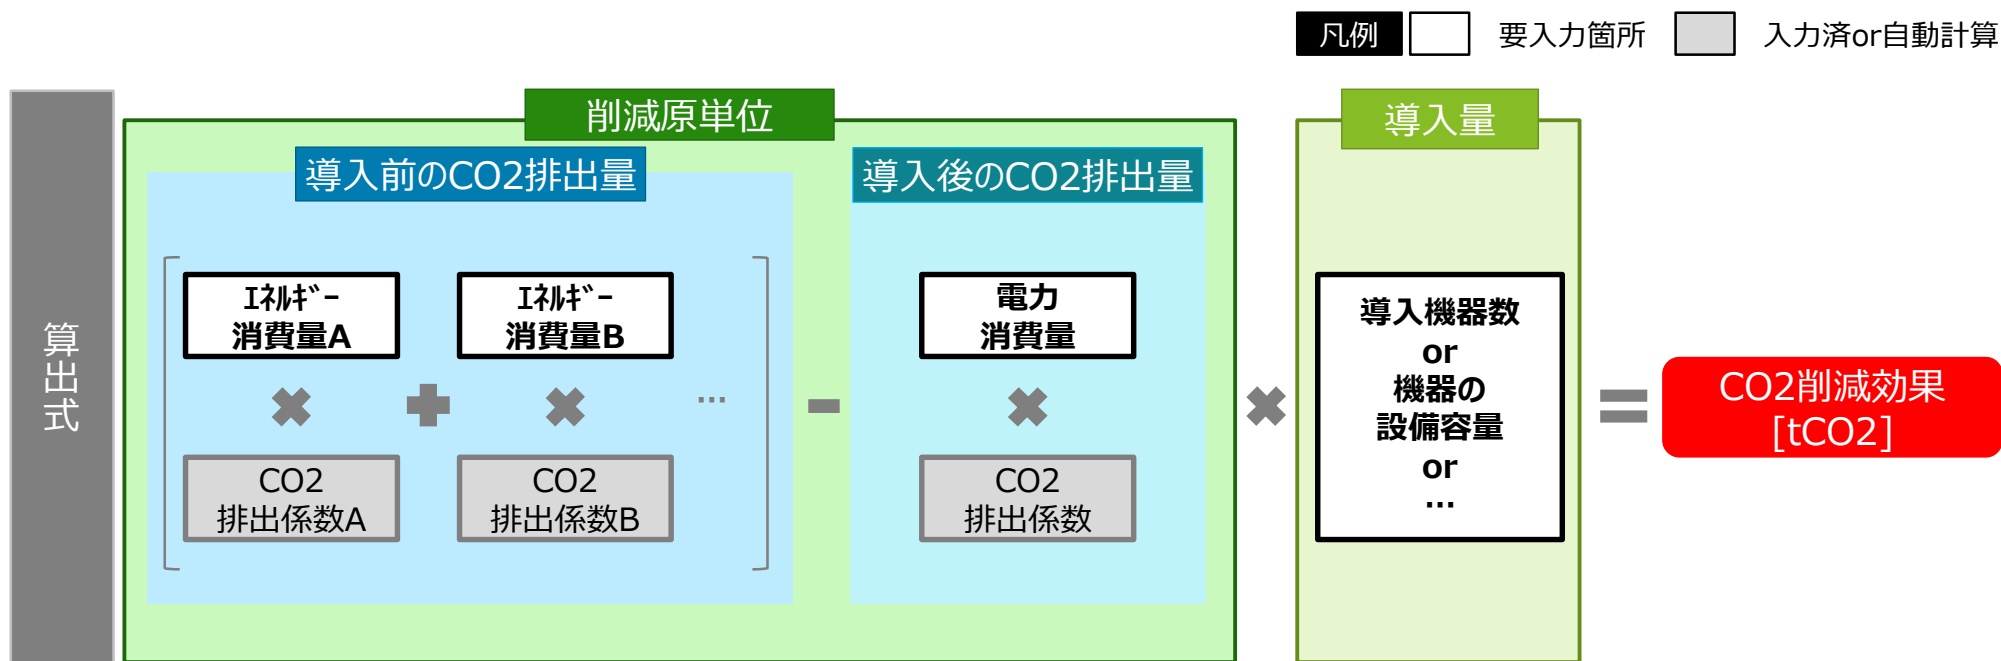 凡例 要入力箇所 入力済or自動計算
算出式
削減原単位
導入量
導入前のCO2排出量
導入後のCO2排出量
ｴﾈﾙｷﾞｰ
消費量A
ｴﾈﾙｷﾞｰ
消費量B
…
CO2
排出係数A
CO2
排出係数B
電力
消費量
CO2
排出係数
導入機器数
or
機器の
設備容量
or
…
CO2削減効果
[tCO2]